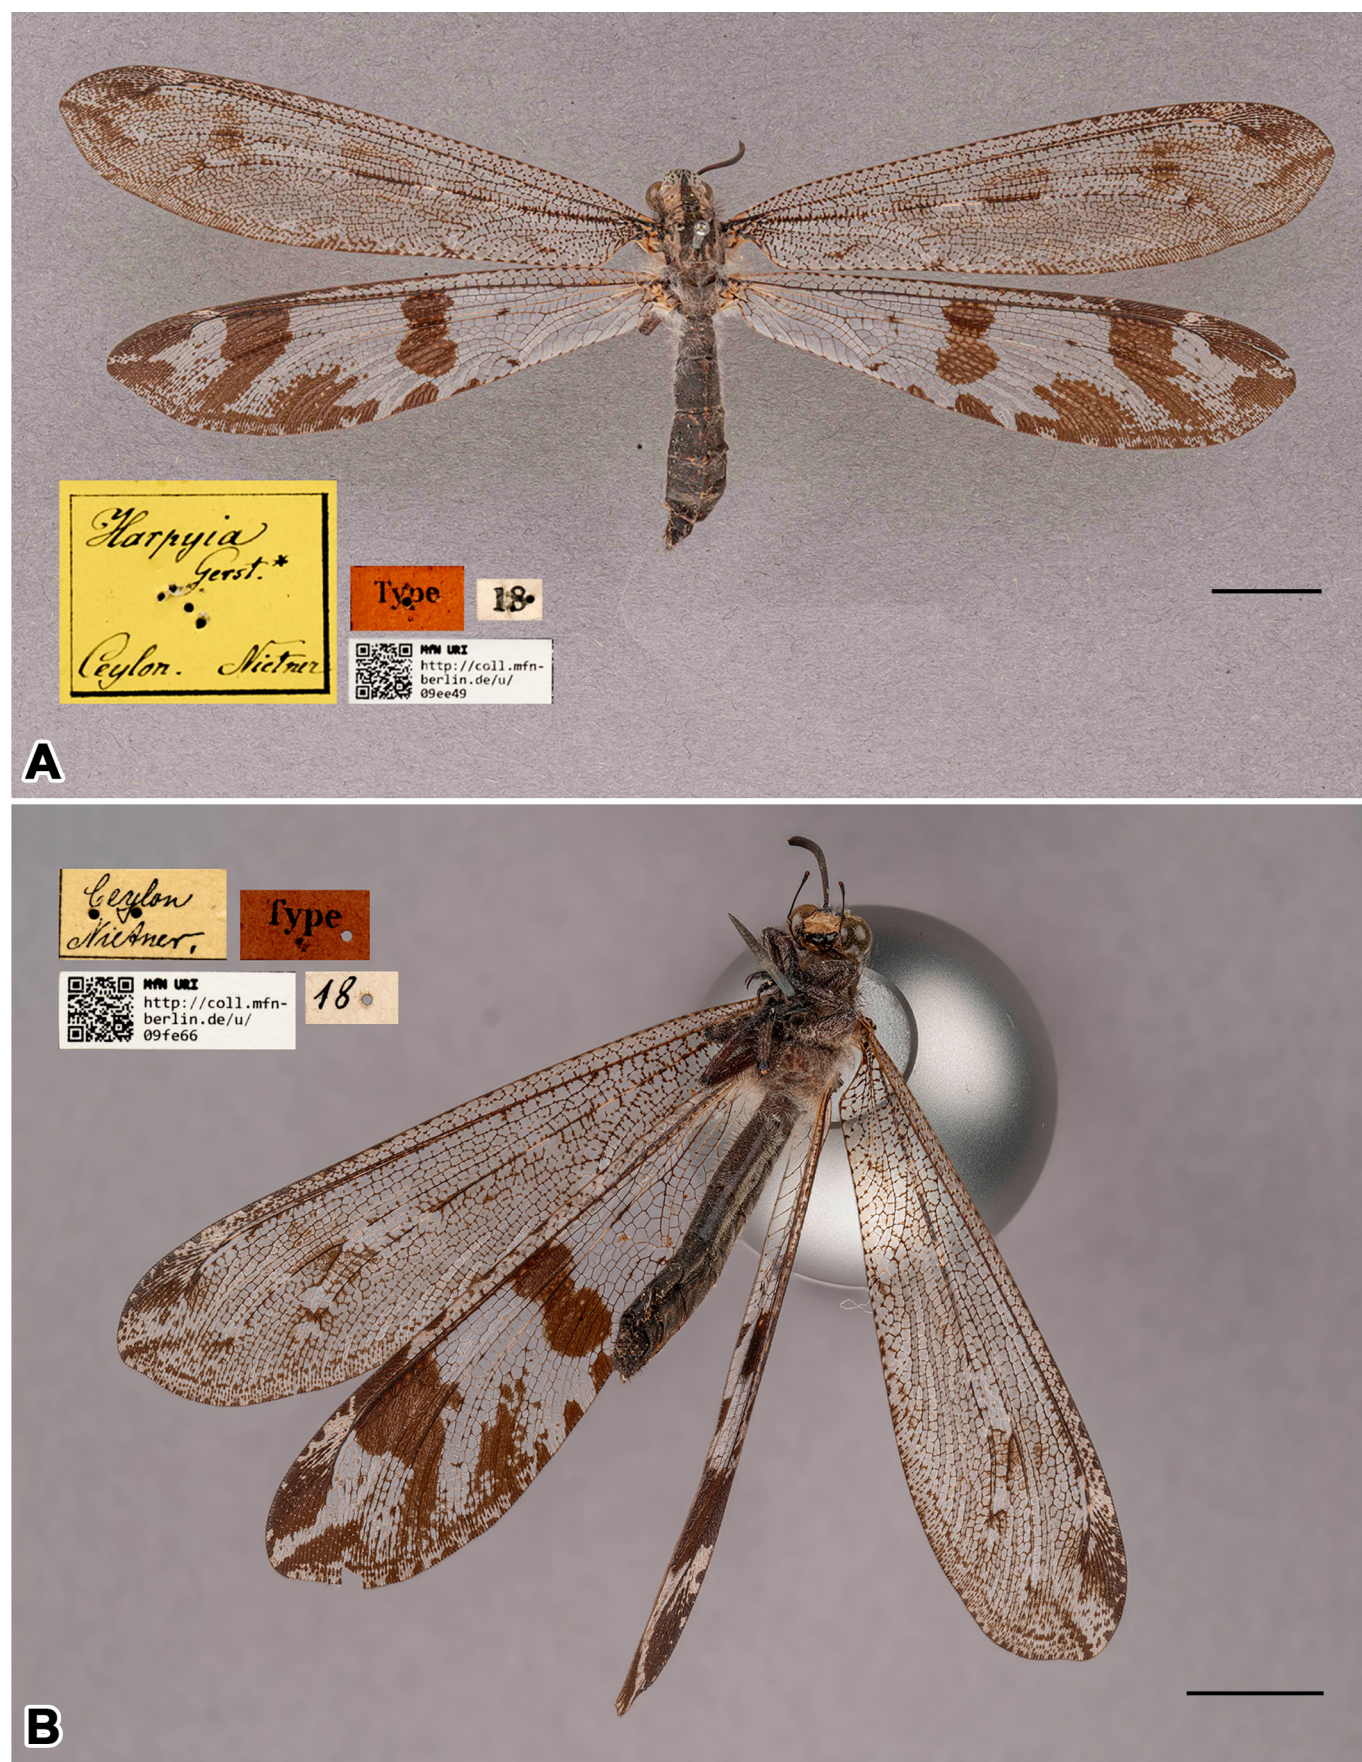 Harpyia
Gerst.*
Ceylon. Nietner
Type
18
MfN URI
http://coll.mfn-
berlin.de/u/
09ee49
A
Ceylon
Nietner.
Type
MfN URI
http://coll.mfn-
berlin.de/u/
09fe66
18
B